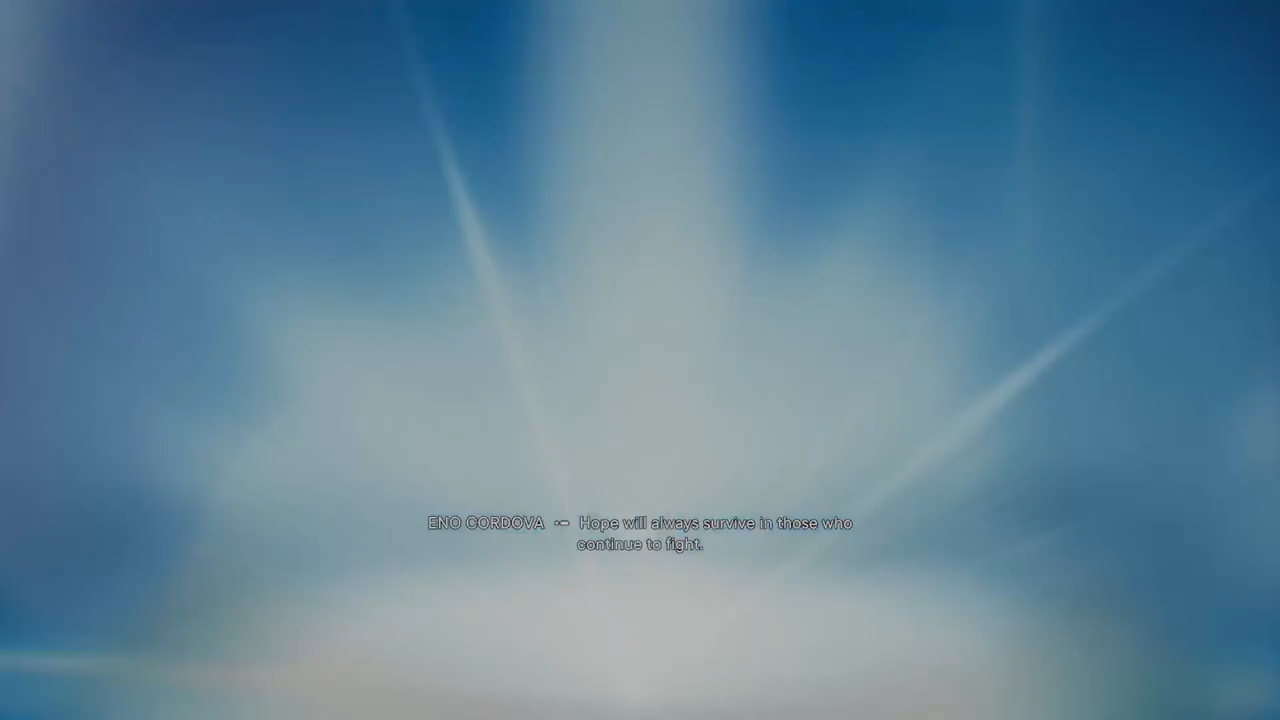 ENO CORDOVA •– Hope will always survive in those who
continue to fight.